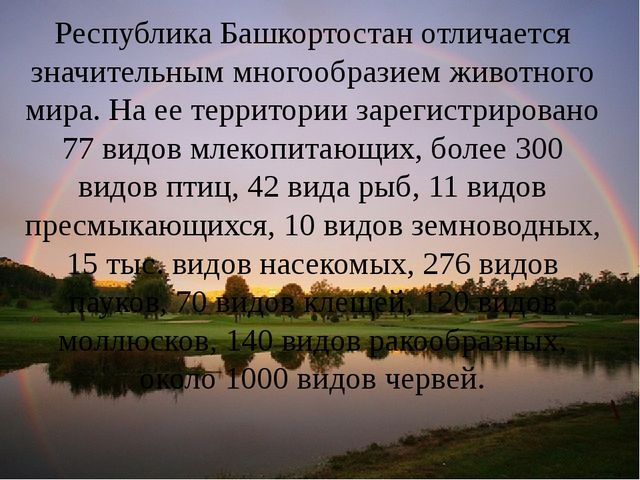 Республика Башкортостан отличается
значительным многообразием животного
мира. На ее территории зарегистрировано
77 видов млекопитающих, более 300
видов птиц, 42 вида рыб, 11 видов
пресмыкающихся, 10 видов земноводных,
15 тыс. видов насекомых, 276 видов
пауков, 70 видов клещей, 120 видов
моллюсков, 140 видов ракообразных,
около 1000 видов червей.